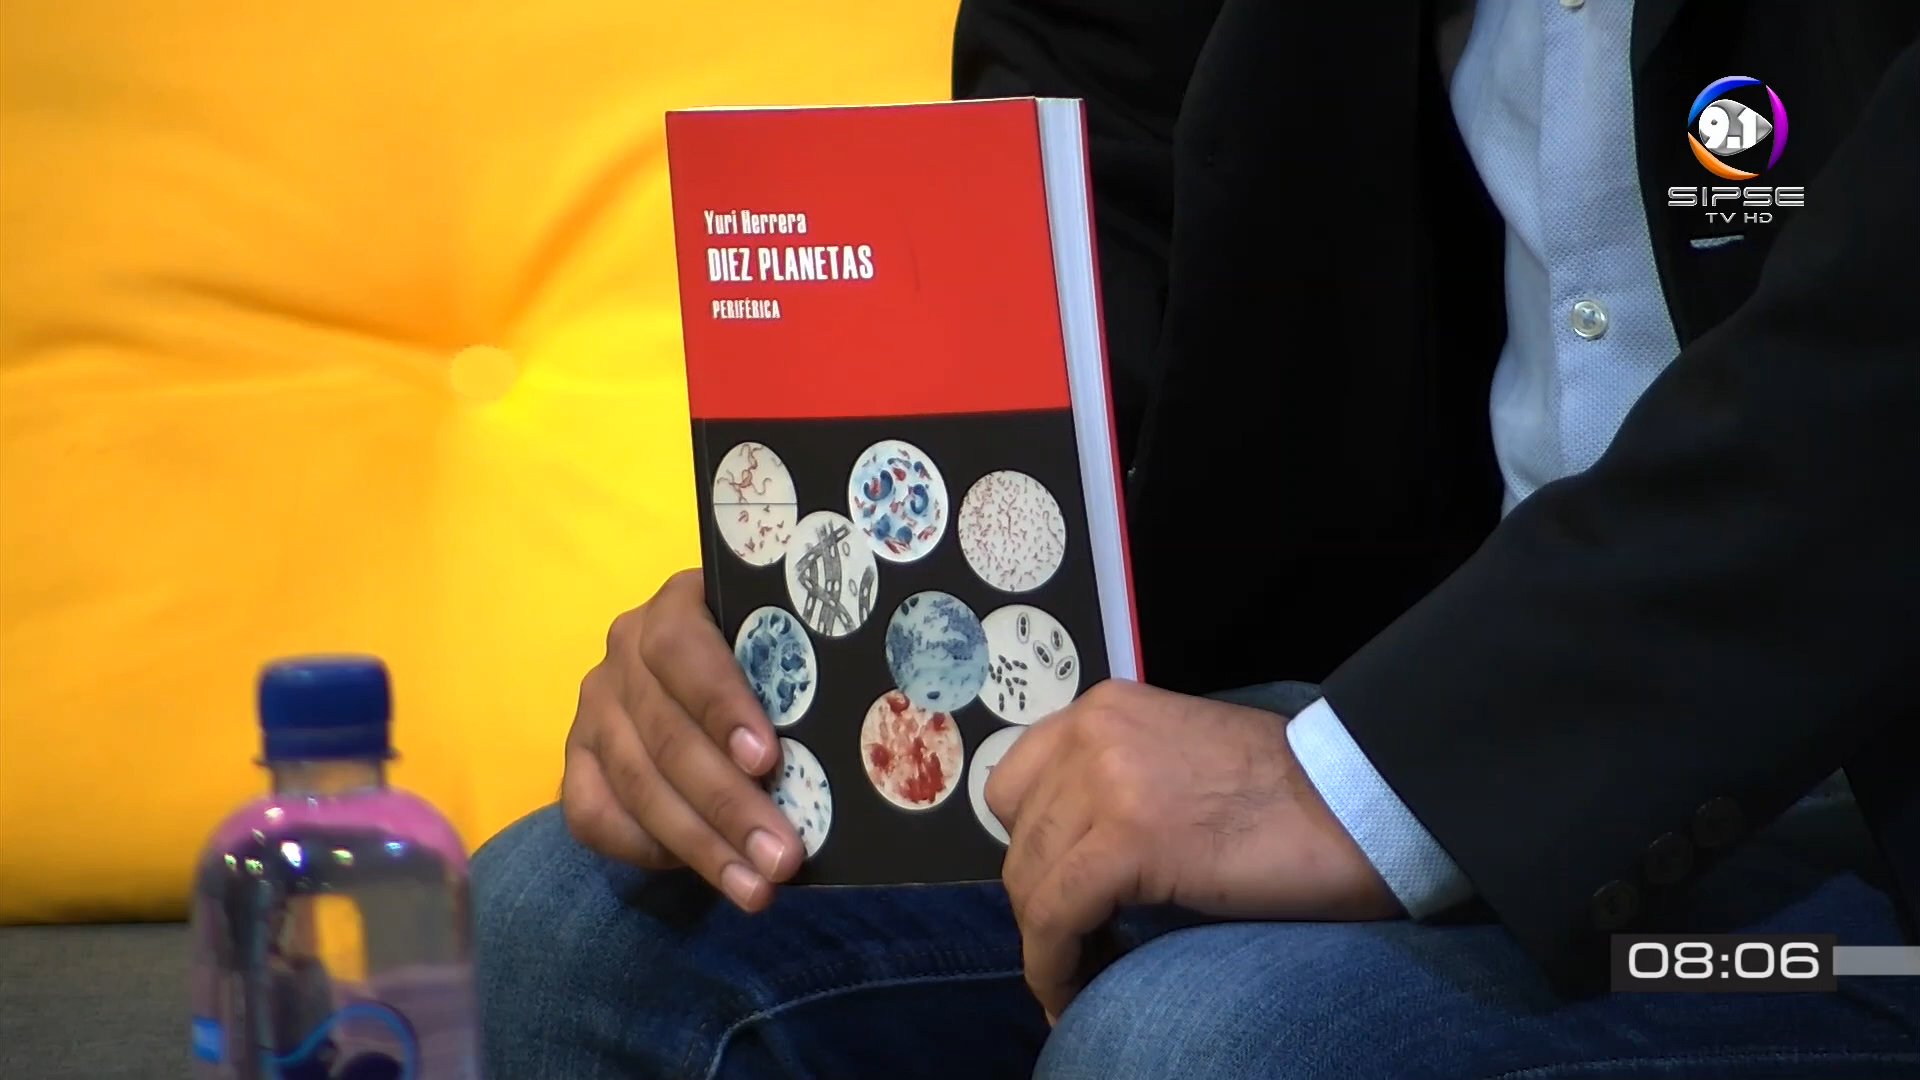 Yuri Herrera
DIEZ PLANETAS
PERIFÉRICA
9.1
SIPSE
TV HD
08:06